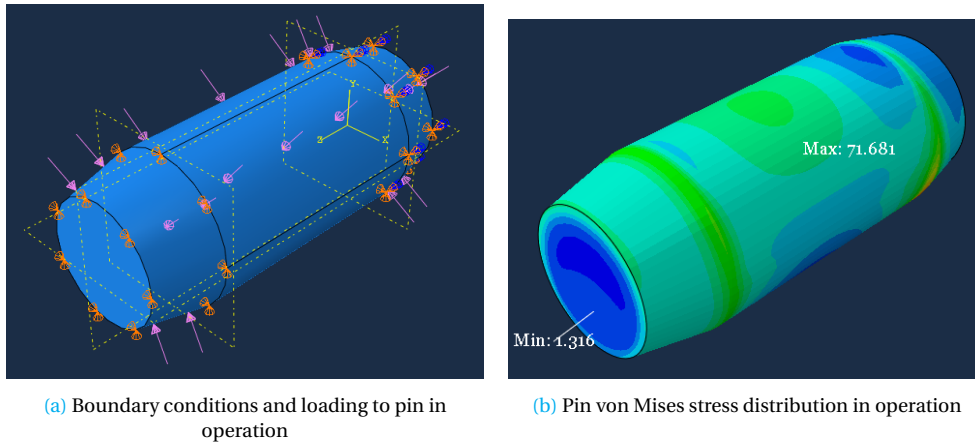 Y
Z
X
Max: 71.681
Min: 1.316
(a) Boundary conditions and loading to pin in
operation
(b) Pin von Mises stress distribution in operation